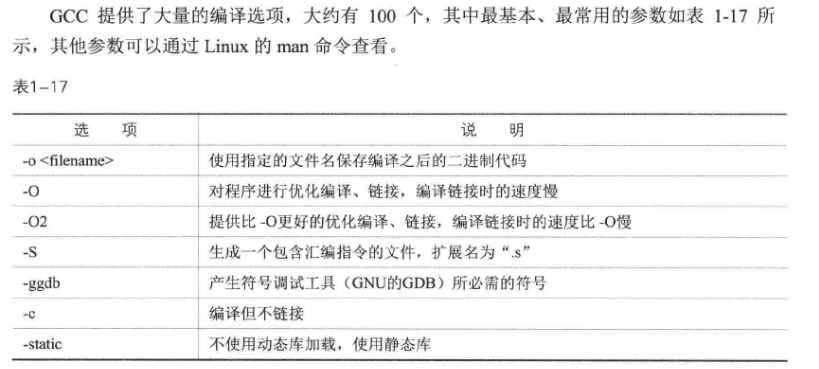 GCC 提供了大量的编译选项，大约有 100 个，其中最基本、最常用的参数如表 1-17 所
示，其他参数可以通过 Linux 的 man 命令查看。
表1-17
选 项 说 明
-o <filename> 使用指定的文件名保存编译之后的二进制代码
-O 对程序进行优化编译、链接，编译链接时的速度慢
-O2 提供比 -O更好的优化编译、链接，编译链接时的速度比 -O慢
-S 生成一个包含汇编指令的文件，扩展名为“.s”
-ggdb 产生符号调试工具（GNU的GDB）所必需的符号
-c 编译但不链接
-static 不使用动态库加载，使用静态库